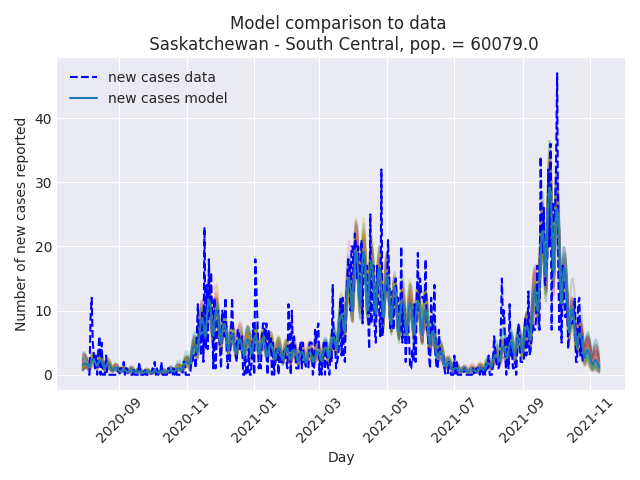 Model comparison to data
Saskatchewan - South Central, pop. = 60079.0
new cases data
new cases model
Number of new cases reported
40
30
20
10
0
2020-09
2020-11
2021-01
2021-03
2021-05
2021-07
2021-09
2021-11
Day